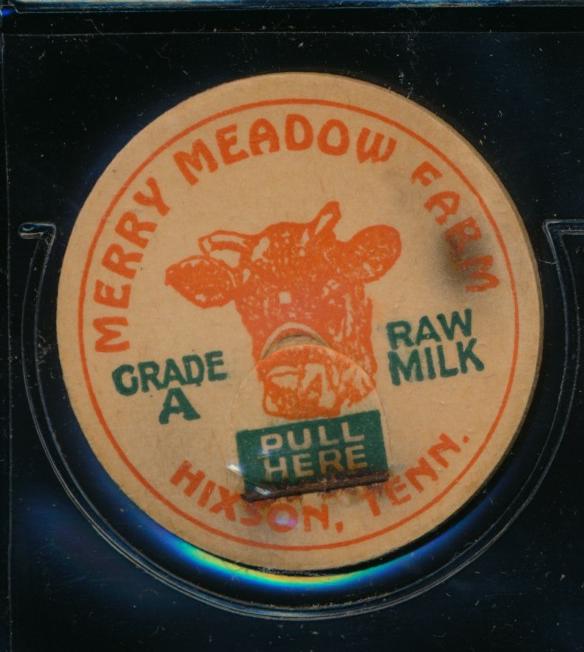 MERRY MEADOW FARM
GRADE
A
RAW
MILK
PULL
HERE
HIXSON, TENN.